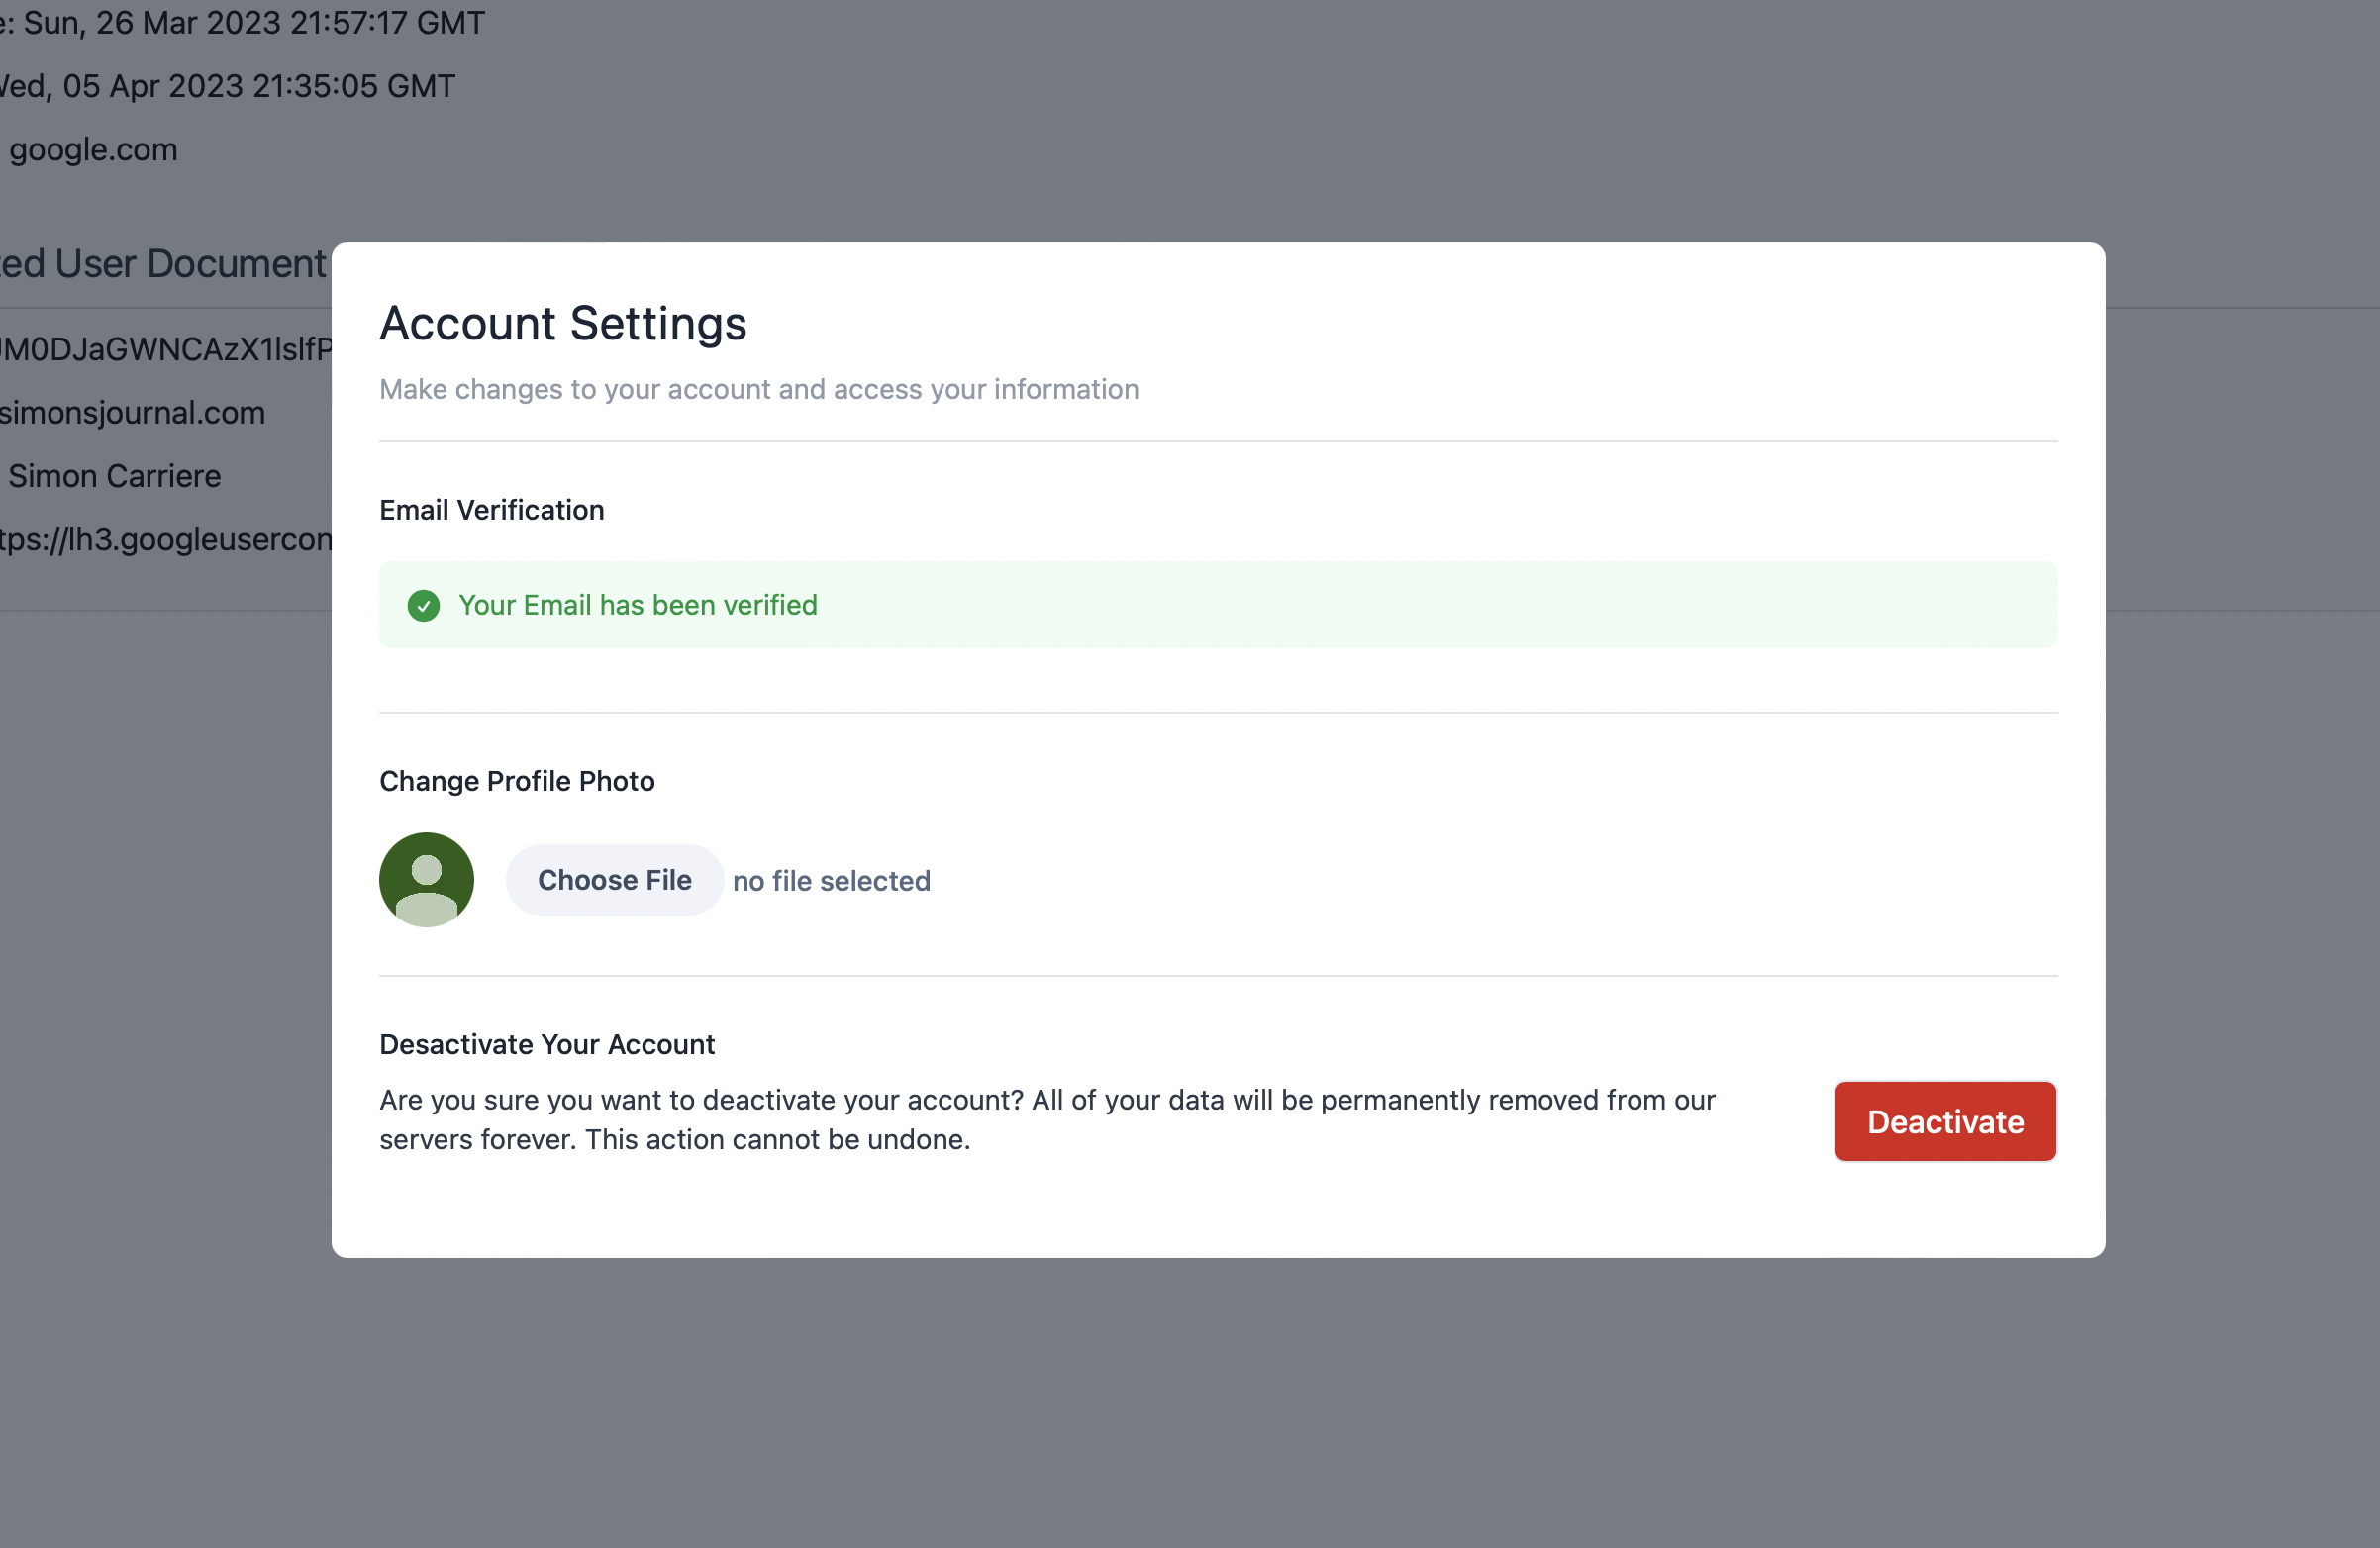 : Sun, 26 Mar 2023 21:57:17 GMT
Wed, 05 Apr 2023 21:35:05 GMT
google.com
ted User Document
simonsjournal.com
Simon Carriere
tps://lh3.googleusercon
Account Settings
Make changes to your account and access your information
Email Verification
Your Email has been verified
Change Profile Photo
Choose File no file selected
Desactivate Your Account
Are you sure you want to deactivate your account? All of your data will be permanently removed from our
servers forever. This action cannot be undone.
Deactivate